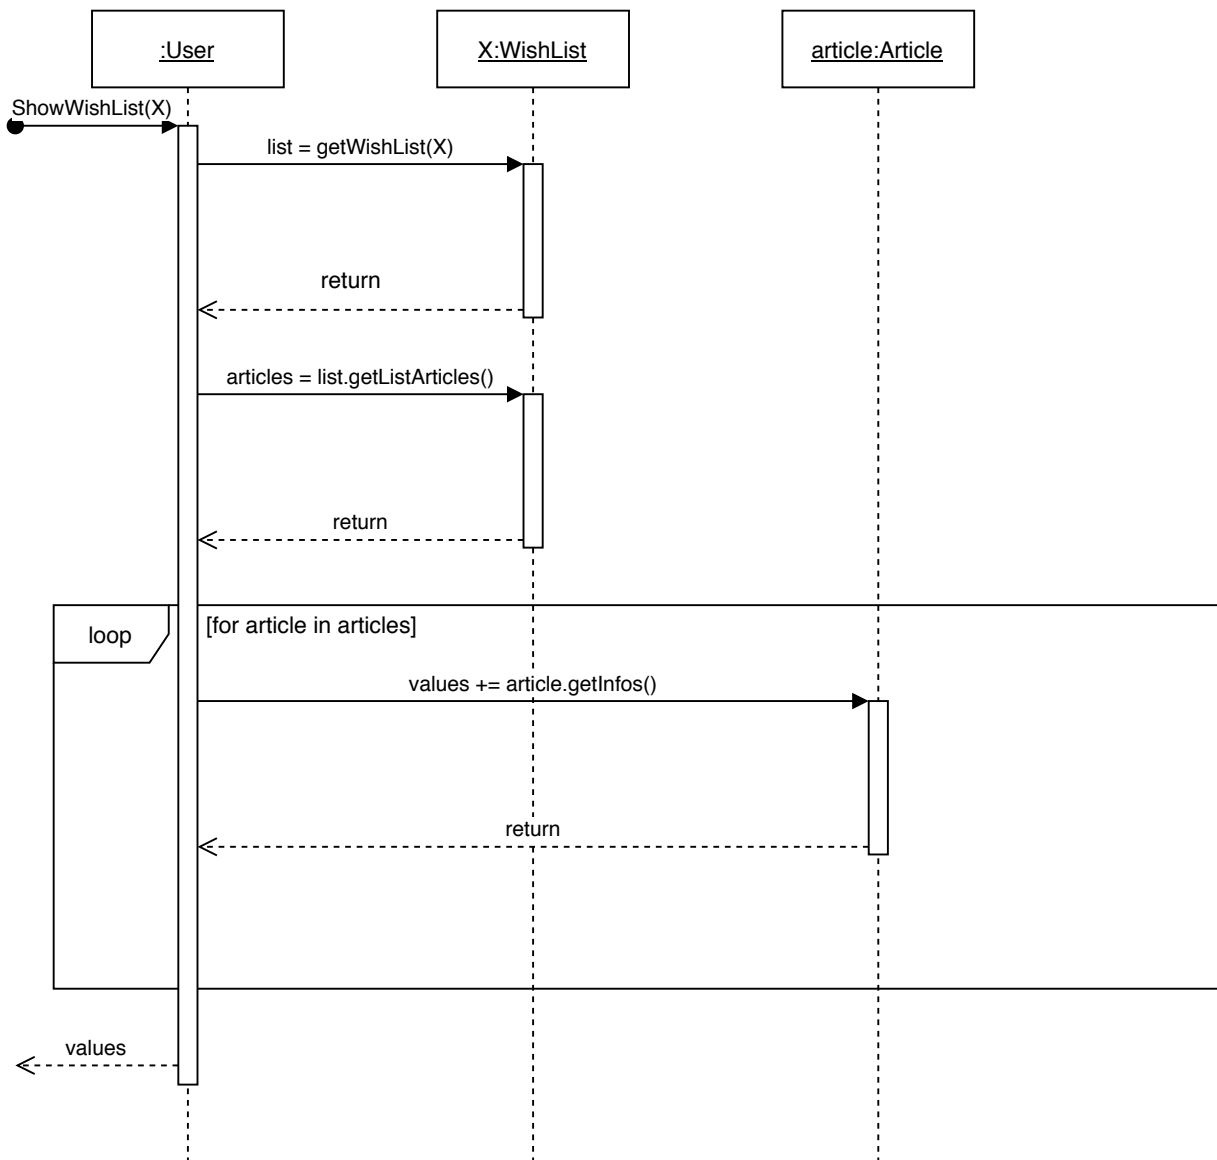 :User
X:WishList
article:Article
ShowWishList(X)
list = getWishList(X)
return
articles = list.getListArticles()
return
loop
[for article in articles]
values += article.getInfos()
return
values